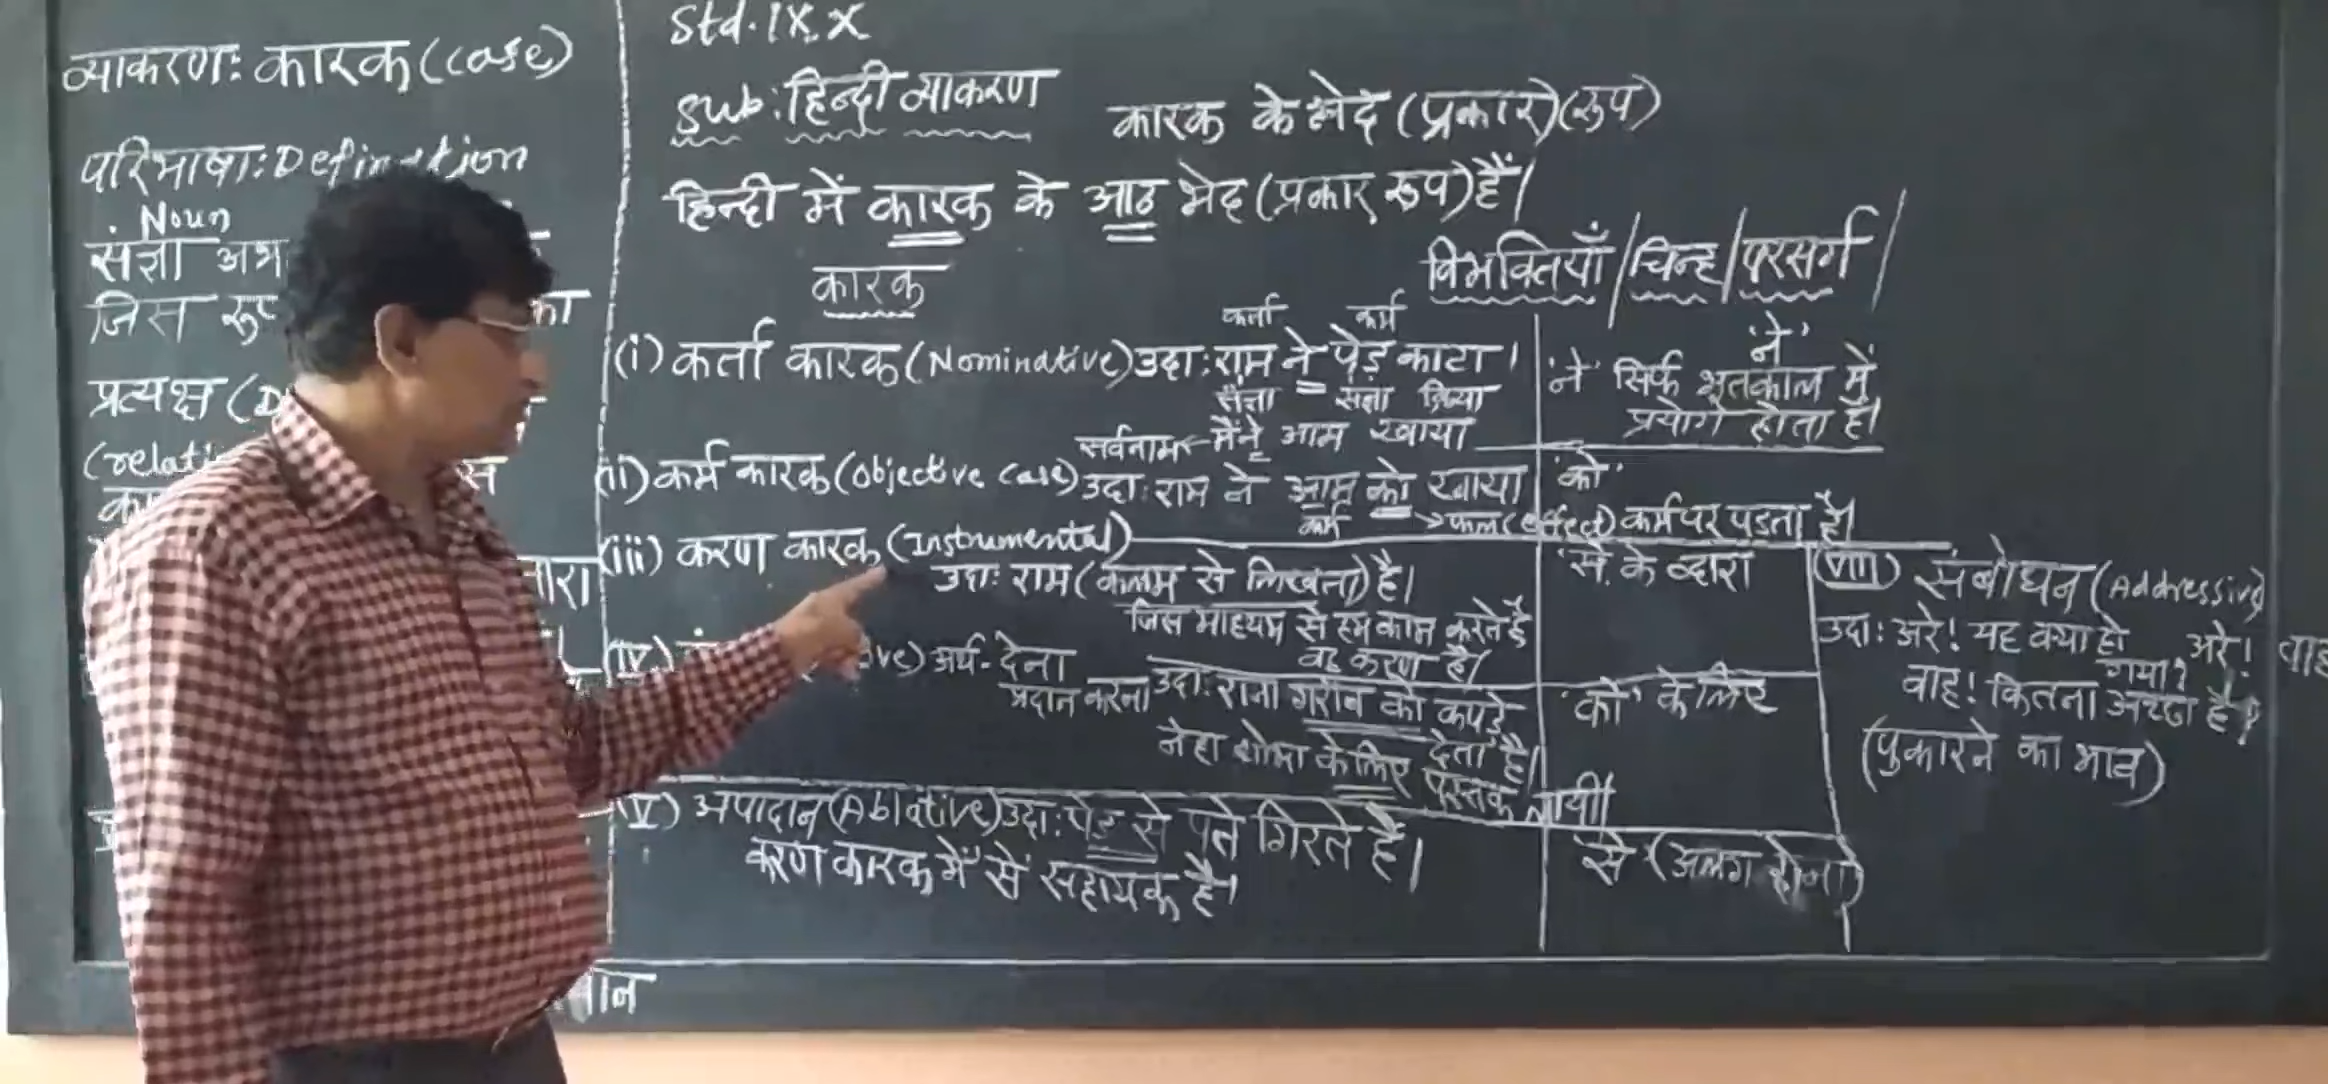 व्याकरण: कारक (case)
परिभाषा: Defination
Noun
संज्ञा
जिस
प्रत्यक्ष
Std. IX, X
Sub: हिन्दी व्याकरण
कारक के भेद (प्रकार) (रूप)
हिन्दी में कारक के आठ भेद (प्रकार रूप) हैं।
कारक
विभक्तियाँ / चिन्ह / परसर्ग /
कर्ता कर्म
(i) कर्ता कारक (Nominative) उदा: राम ने पेड़ काटा।
संज्ञा संज्ञा क्रिया
सर्वनाम ← मैंने आम खाया
'ने'
'ने' सिर्फ भूतकाल में
प्रयोग होता है।
(ii) कर्म कारक (Objective Case) उदा: राम ने आम को खाया
'को'
कर्म → फल (effect) कर्म पर पड़ता है।
(iii) करण कारक (Instrumental)
उदा: राम (कलम से लिखता) है।
जिस माध्यम से हम काम करते है
वह करण है।
'से, के द्वारा
(iv) अर्थ - देना
प्रदान करना
उदा: राजा गरीब को कपड़े
देता है।
नेहा शोभा के लिए पुस्तक लायी।
'को' के लिए
(V) अपादान (Ablative) उदा: पेड़ से पत्ते गिरते हैं।
करण कारक में 'से' सहायक है।
से (अलग होना)
(VIII) संबोधन (Addressive)
उदा: अरे! यह क्या हो गया?
अरे!
वाह! कितना अच्छा है!
(पुकारने का भाव)